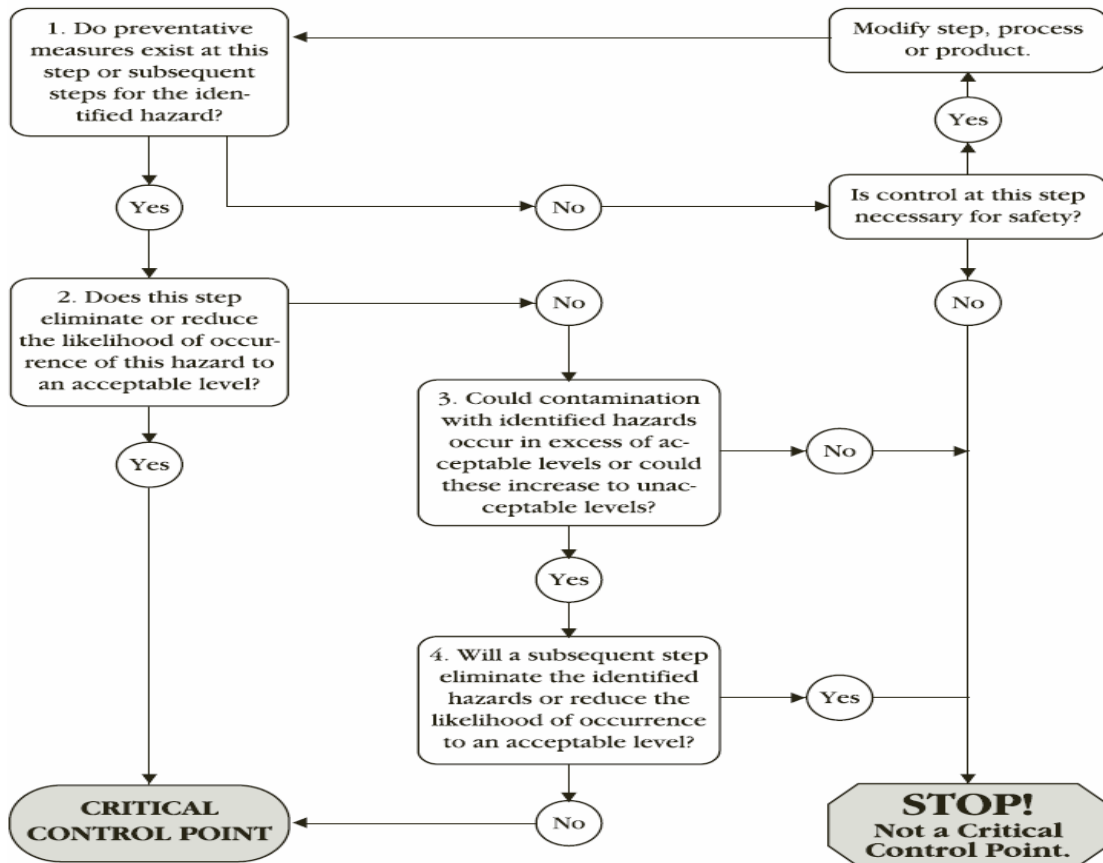 1. Do preventative
measures exist at this
step or subsequent
steps for the iden-
tified hazard?
Modify step, process
or product.
Yes
Yes
No
Is control at this step
necessary for safety?
2. Does this step
eliminate or reduce
the likelihood of occur-
rence of this hazard to
an acceptable level?
No
No
3. Could contamination
with identified hazards
occur in excess of ac-
ceptable levels or could
these increase to unac-
ceptable levels?
Yes
No
Yes
4. Will a subsequent step
eliminate the identified
hazards or reduce the
likelihood of occurrence
to an acceptable level?
Yes
CRITICAL
CONTROL POINT
No
STOP!
Not a Critical
Control Point.